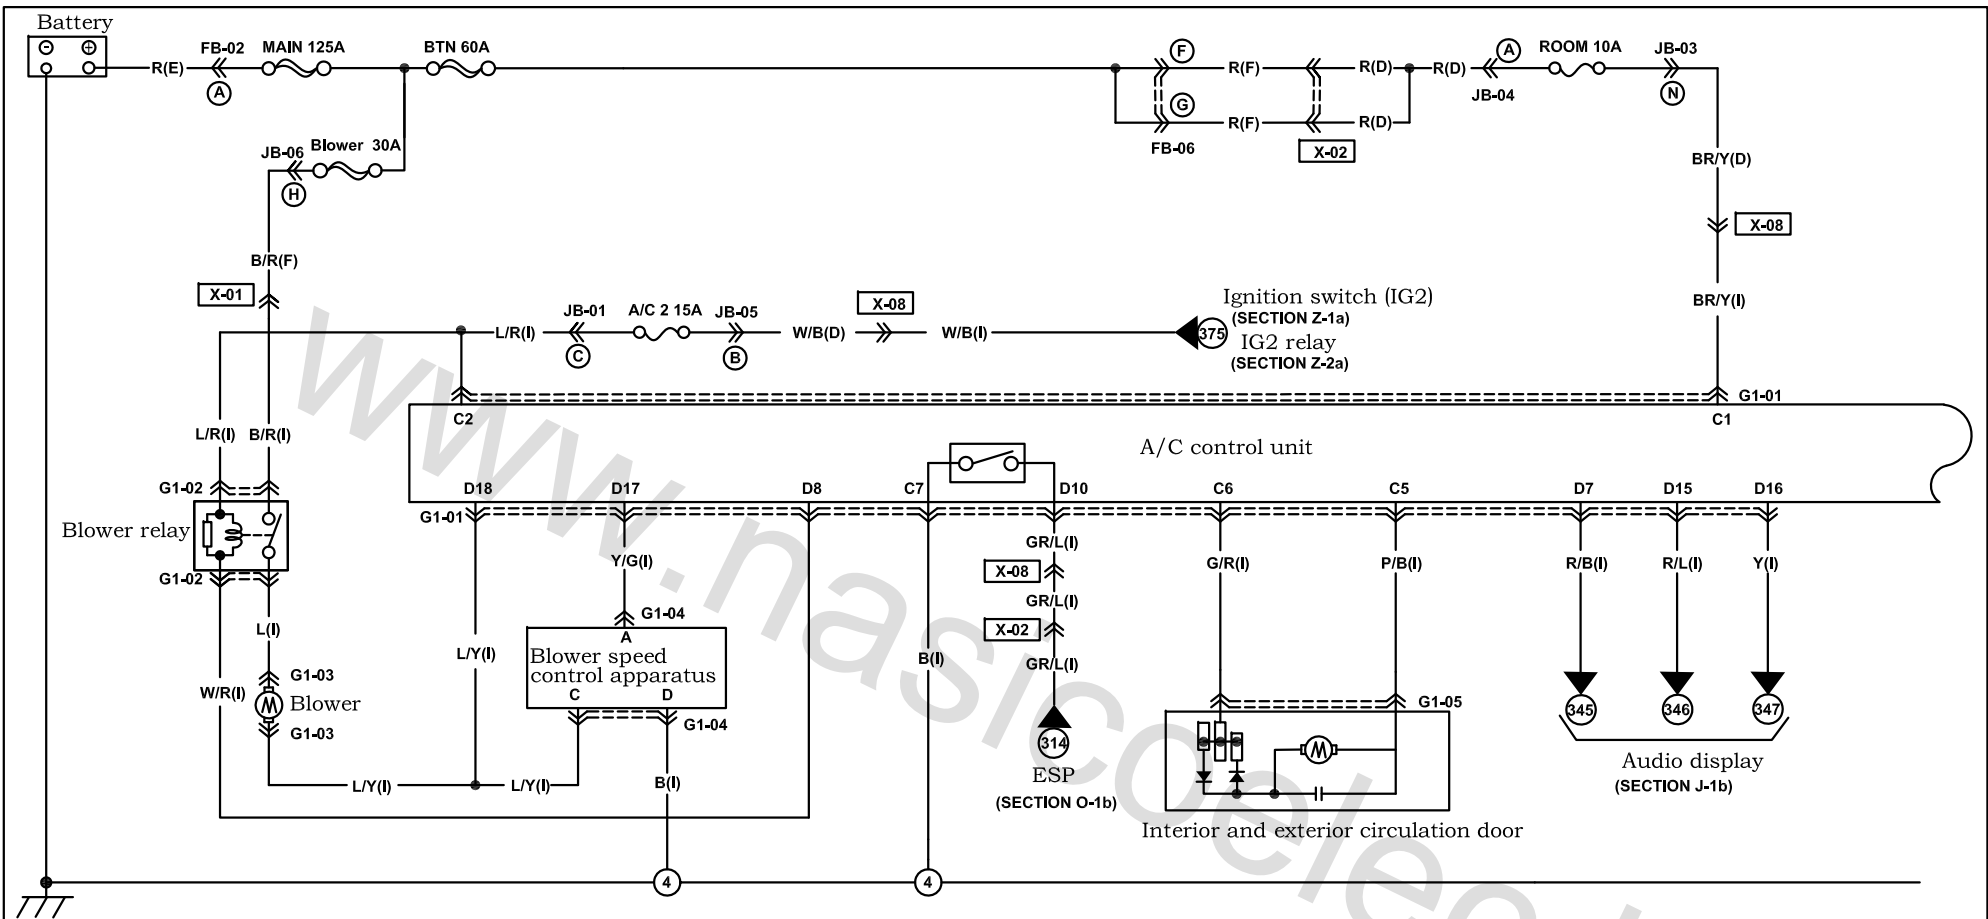 Battery
FB-02 MAIN 125A BTN 60A F A ROOM 10A JB-03
R(E) R(F) R(D) R(D)
A G JB-04 N
R(F) R(D)
JB-06 Blower 30A FB-06 X-02
H BR/Y(D)
X-08
B/R(F)
X-01 BR/Y(I)
JB-01 A/C 2 15A JB-05 X-08 Ignition switch (IG2)
(SECTION Z-1a)
L/R(I) W/B(D) W/B(I) 375
C B IG2 relay
(SECTION Z-2a)
G1-01
C2 C1
L/R(I) B/R(I) A/C control unit
G1-02 D18 D17 D8 C7 D10 C6 C5 D7 D15 D16
G1-01
Blower relay GR/L(I)
Y/G(I) X-08 G/R(I) P/B(I) R/B(I) R/L(I) Y(I)
G1-02
GR/L(I)
G1-04
L(I) A X-02
L/Y(I) Blower speed B(I) GR/L(I)
G1-03 control apparatus
W/R(I) C D
M Blower G1-05
G1-04 345 346 347
G1-03 314 M
ESP Audio display
L/Y(I) L/Y(I) B(I) (SECTION J-1b)
(SECTION O-1b)
Interior and exterior circulation door
4 4
www.nasicoelec